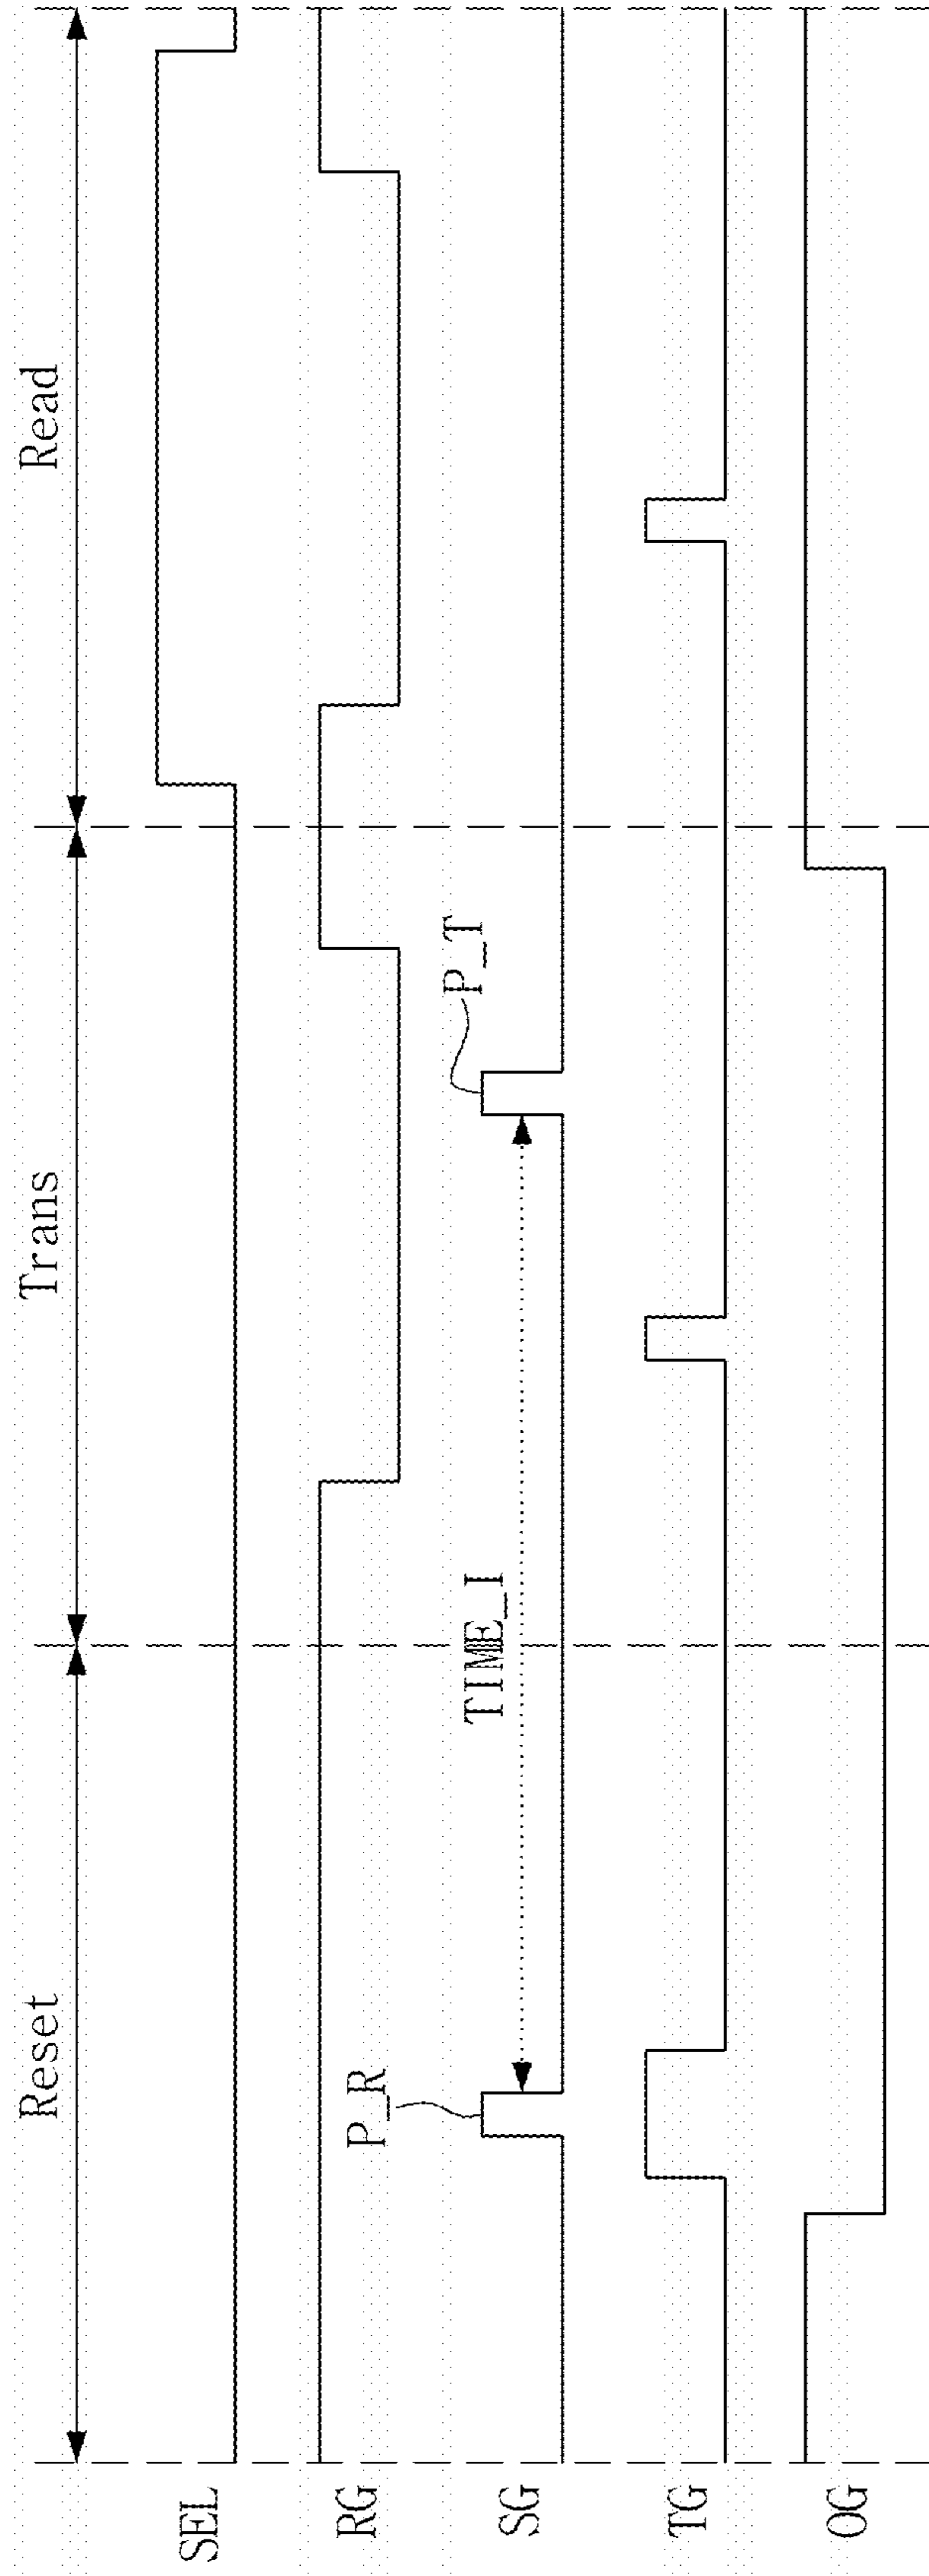 Reset
Trans
Read
SEL
RG
P_R
P_T
SG
TIME_I
TG
OG